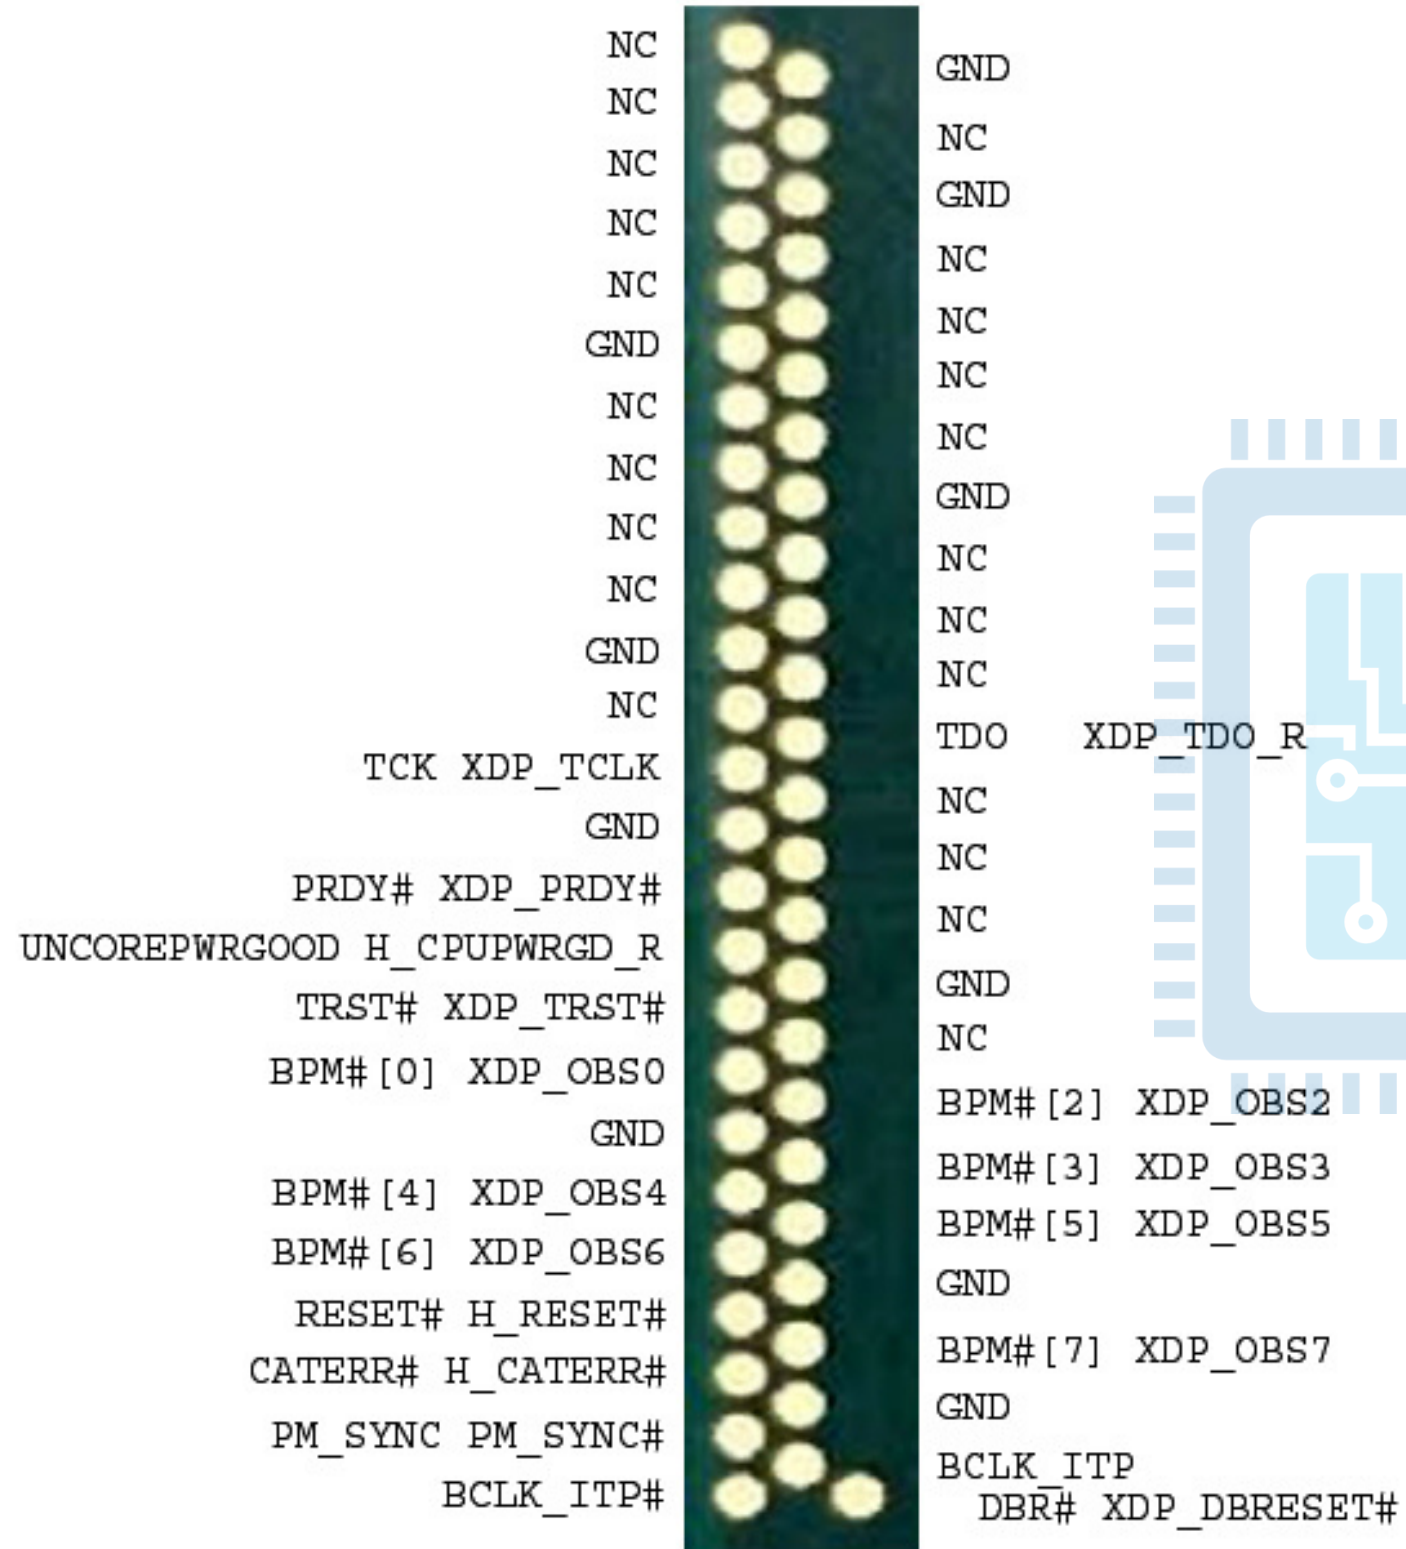 NC
GND
NC
NC
NC
GND
NC
NC
NC
NC
GND
NC
NC
NC
NC
GND
NC
NC
NC
NC
GND
NC
NC
TDO XDP_TDO_R
TCK XDP_TCLK
NC
GND
NC
PRDY# XDP_PRDY#
NC
UNCOREPWRGOOD H_CPUPWRGD_R
GND
TRST# XDP_TRST#
NC
BPM#[0] XDP_OBS0
BPM#[2] XDP_OBS2
GND
BPM#[3] XDP_OBS3
BPM#[4] XDP_OBS4
BPM#[5] XDP_OBS5
BPM#[6] XDP_OBS6
GND
RESET# H_RESET#
BPM#[7] XDP_OBS7
CATERR# H_CATERR#
GND
PM_SYNC PM_SYNC#
BCLK_ITP
BCLK_ITP#
DBR# XDP_DBRESET#